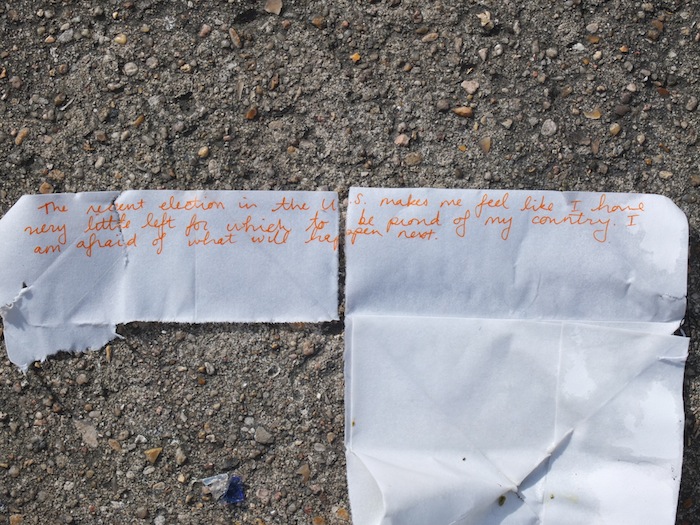 The recent election in the U.S. makes me feel like I have
very little left for which to be proud of my country. I
am afraid of what will happen next.